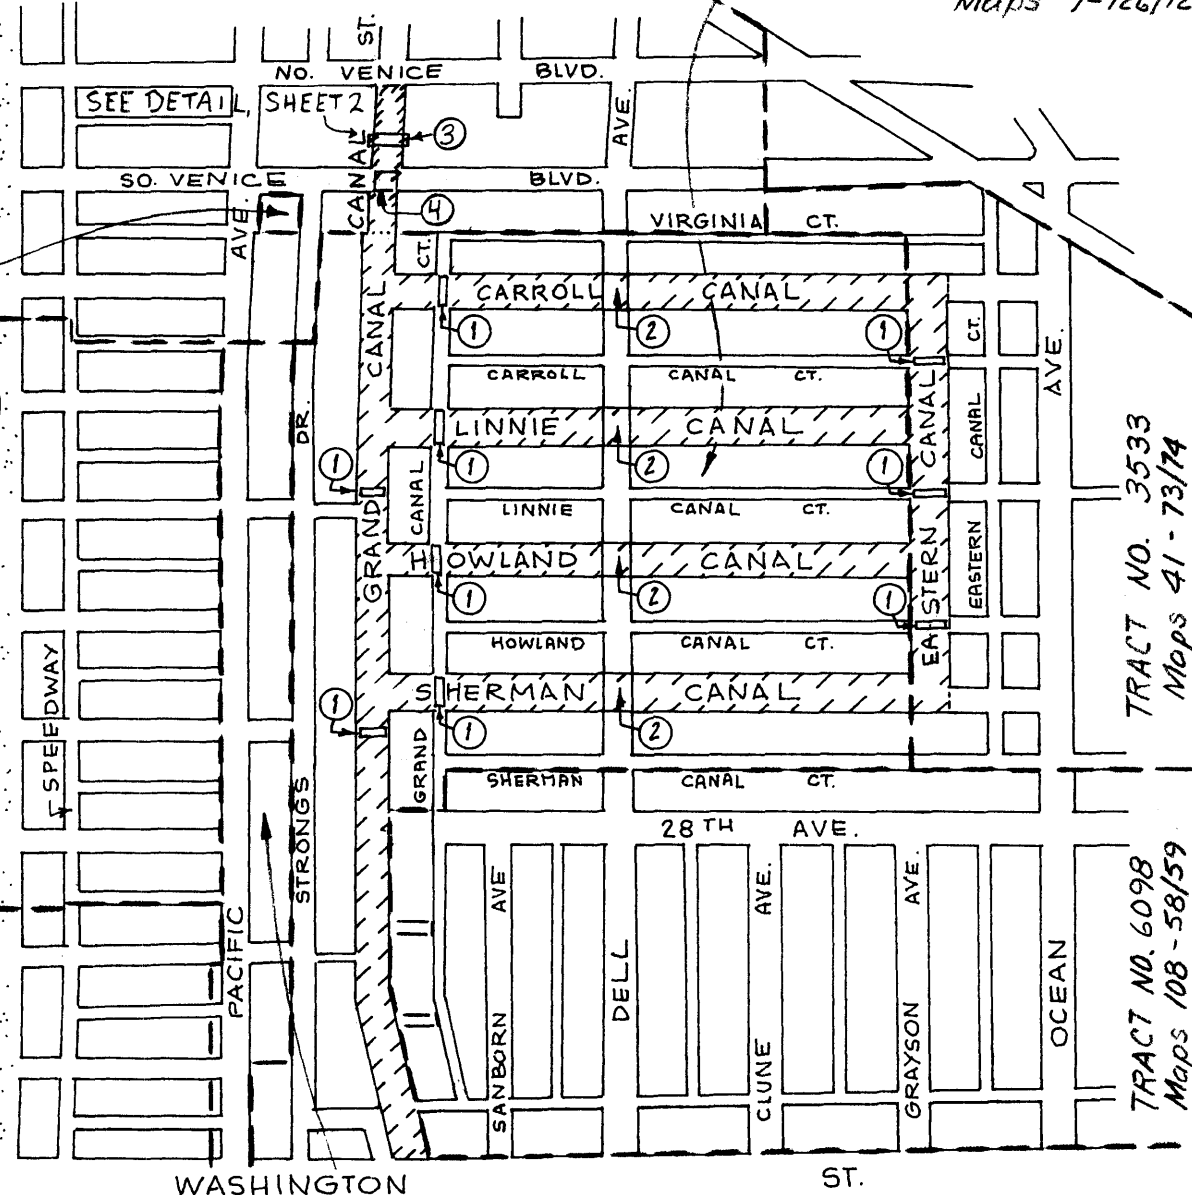 ST.
NO. VENICE BLVD.
SEE DETAIL, SHEET 2
3
AVE.
CANAL
SO. VENICE BLVD.
4
AVE.
VIRGINIA CT.
CT.
CARROLL CANAL
1
2
1
CT.
CANAL
AVE.
CARROLL CANAL CT.
CANAL
CANAL
LINNIE CANAL
DR.
1
1
2
1
CANAL
LINNIE CANAL CT.
GRAND
HOWLAND CANAL
EASTERN
EASTERN
1
2
1
HOWLAND CANAL CT.
SPEEDWAY
SHERMAN CANAL
1
1
2
GRAND
SHERMAN CANAL CT.
STRONGS
28TH AVE.
AVE
AVE.
AVE.
PACIFIC
DELL
OCEAN
SANBORN
CLUNE
GRAYSON
WASHINGTON ST.
TRACT NO. 3533
Maps 41 - 73/74
TRACT NO. 6098
Maps 108 - 58/59